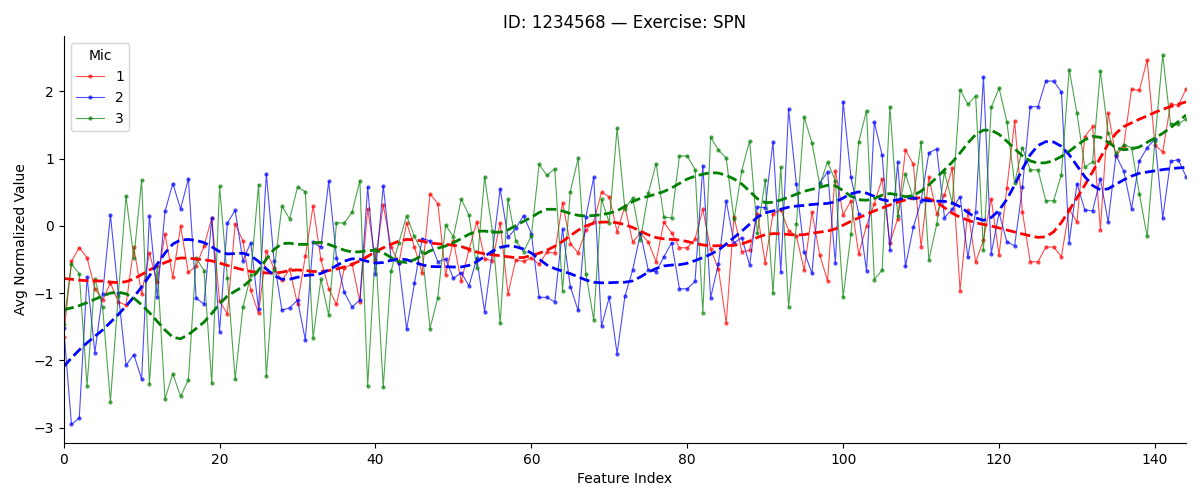 ID: 1234568 — Exercise: SPN
Mic
1
2
3
Avg Normalized Value
2
1
0
−1
−2
−3
0 20 40 60 80 100 120 140
Feature Index